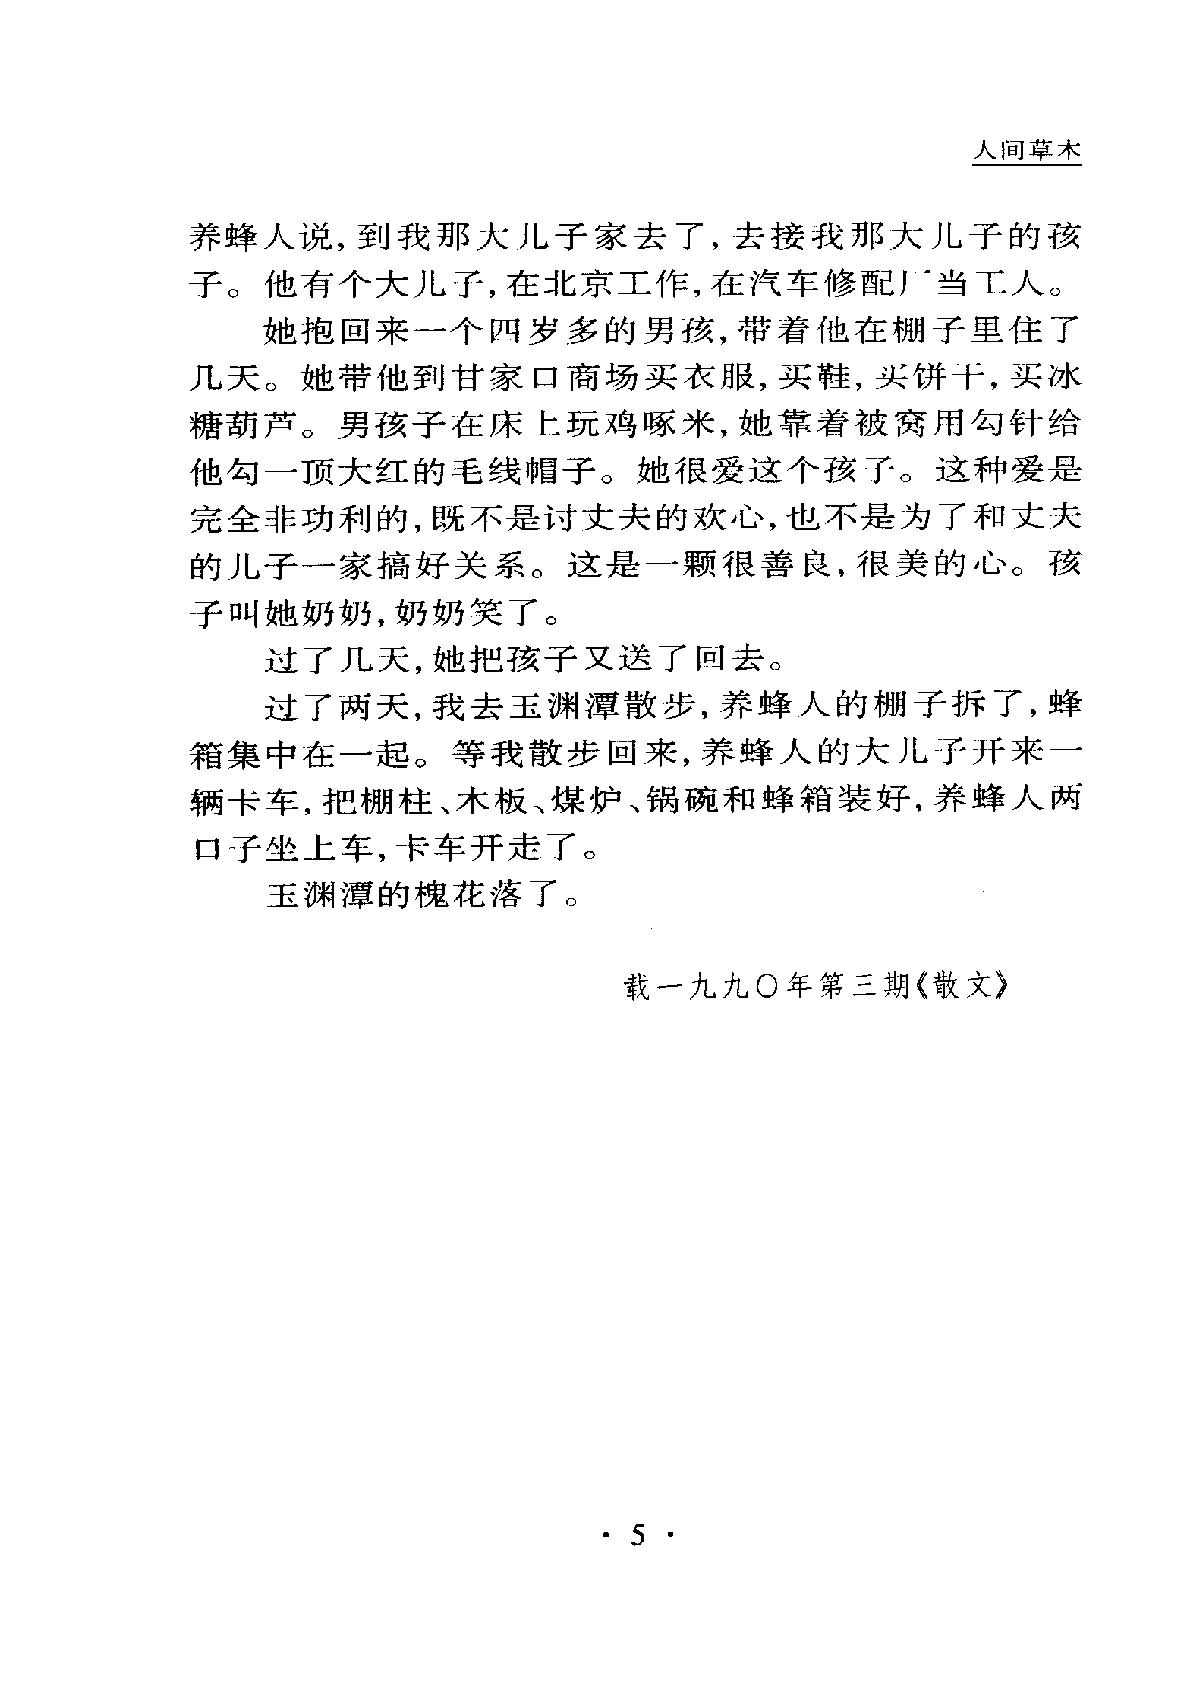 人间草木
养蜂人说,到我那大儿子家去了,去接我那大儿子的孩
子。他有个大儿子,在北京工作,在汽车修配厂当工人。
她抱回来一个四岁多的男孩,带着他在棚子里住了
几天。她带他到甘家口商场买衣服,买鞋,买饼干,买冰
糖葫芦。男孩子在床上玩鸡啄米,她靠着被窝用勾针给
他勾一顶大红的毛线帽子。她很爱这个孩子。这种爱是
完全非功利的,既不是讨丈夫的欢心,也不是为了和丈夫
的儿子一家搞好关系。这是一颗很善良,很美的心。孩
子叫她奶奶,奶奶笑了。
过了几天,她把孩子又送了回去。
过了两天,我去玉渊潭散步,养蜂人的棚子拆了,蜂
箱集中在一起。等我散步回来,养蜂人的大儿子开来一
辆卡车,把棚柱、木板、煤炉、锅碗和蜂箱装好,养蜂人两
口子坐上车,卡车开走了。
玉渊潭的槐花落了。
载一九九〇年第三期《散文》
· 5 ·